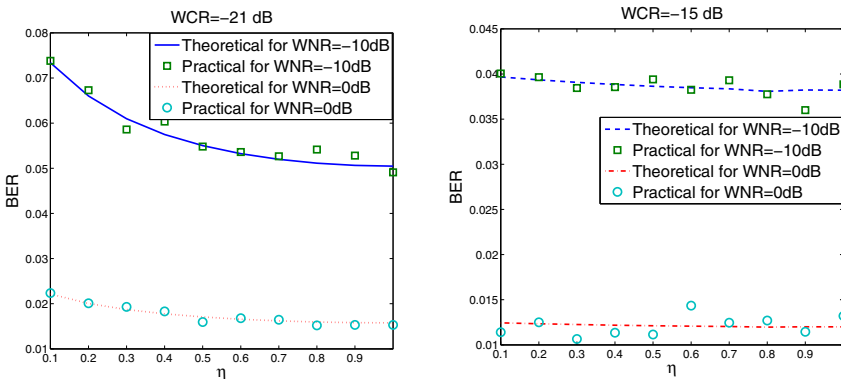 WCR=−21 dB
0.08
0.07
0.06
0.05
0.04
0.03
0.02
0.01
BER
Theoretical for WNR=−10dB
Practical for WNR=−10dB
Theoretical for WNR=0dB
Practical for WNR=0dB
0.1 0.2 0.3 0.4 0.5 0.6 0.7 0.8 0.9
η
WCR=−15 dB
0.045
0.04
0.035
0.03
0.025
0.02
0.015
0.01
BER
Theoretical for WNR=−10dB
Practical for WNR=−10dB
Theoretical for WNR=0dB
Practical for WNR=0dB
0.1 0.2 0.3 0.4 0.5 0.6 0.7 0.8 0.9
η